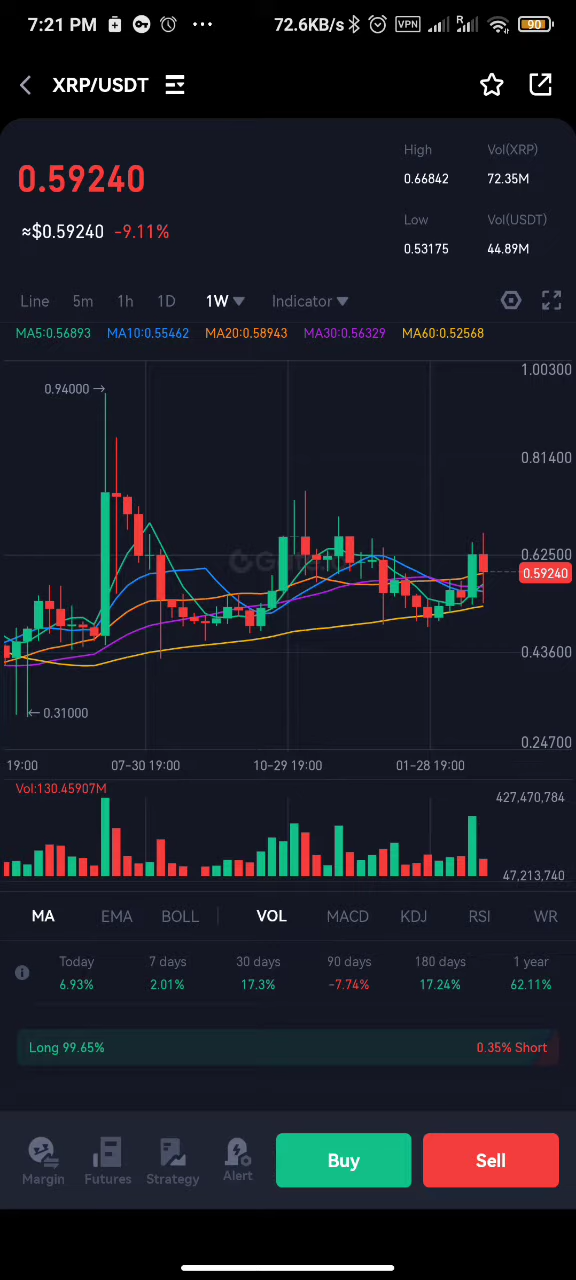 7:21 PM ··· 72.6KB/s VPN R 90
XRP/USDT
High Vol(XRP)
0.59240 0.66842 72.35M
Low Vol(USDT)
≈$0.59240 -9.11% 0.53175 44.89M
Line 5m 1h 1D 1W Indicator
MA5:0.56893 MA10:0.55462 MA20:0.58943 MA30:0.56329 MA60:0.52568
1.00300
0.94000→
0.81400
0.62500
0.59240
0.43600
←0.31000
0.24700
19:00 07-30 19:00 10-29 19:00 01-28 19:00
Vol:130.45907M
427,470,784
47,213,740
MA EMA BOLL VOL MACD KDJ RSI WR
Today 7 days 30 days 90 days 180 days 1 year
6.93% 2.01% 17.3% -7.74% 17.24% 62.11%
Long 99.65% 0.35% Short
Margin Futures Strategy Alert Buy Sell